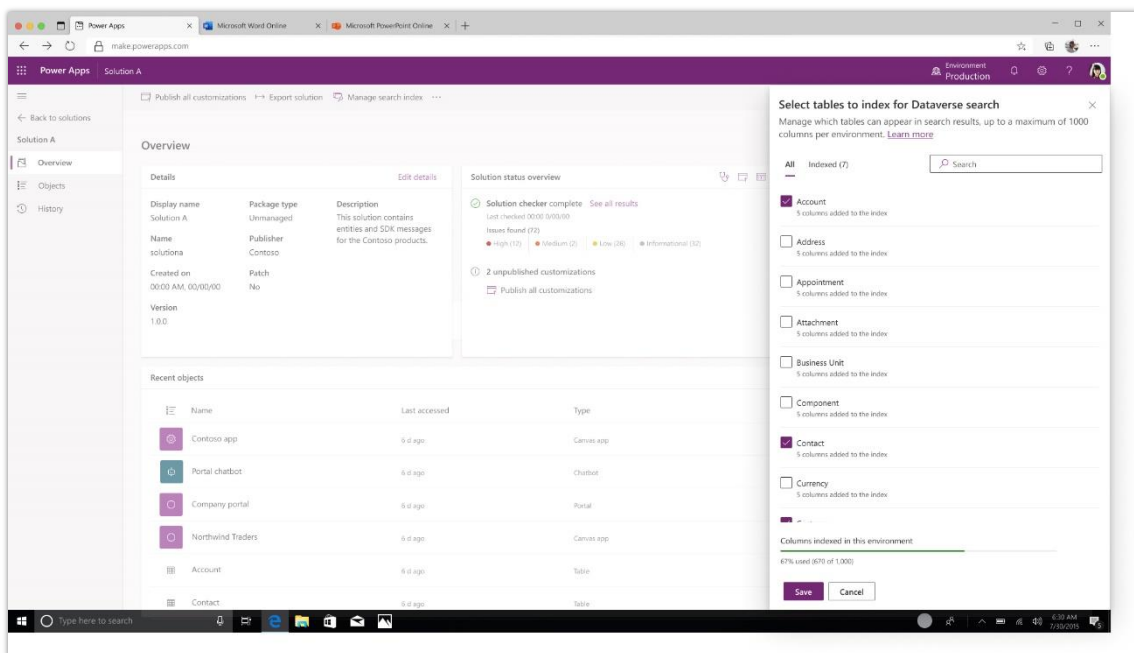 Power Apps
Microsoft Word Online
Microsoft PowerPoint Online
make.powerapps.com
Power Apps Solution A
Environment
Production
Back to solutions
Solution A
Overview
Objects
History
Publish all customizations Export solution Manage search index ...
Overview
Details Edit details
Display name
Solution A
Package type
Unmanaged
Description
This solution contains
entities and SDK messages
for the Contoso products.
Name
solutiona
Publisher
Contoso
Created on
00:00 AM, 00/00/00
Patch
No
Version
1.0.0.
Solution status overview
Solution checker complete See all results
Last checked 00:00 0/00/00
Issues found (72)
High (12) Medium (2) Low (26) Informational (32)
2 unpublished customizations
Publish all customizations
Recent objects
Name Last accessed Type
Contoso app 6 d ago Canvas app
Portal chatbot 6 d ago Chatbot
Company portal 6 d ago Portal
Northwind Traders 6 d ago Canvas app
Account 6 d ago Table
Contact 6 d ago Table
Select tables to index for Dataverse search
Manage which tables can appear in search results, up to a maximum of 1000
columns per environment. Learn more
All Indexed (7) Search
Account
5 columns added to the index
Address
5 columns added to the index
Appointment
5 columns added to the index
Attachment
5 columns added to the index
Business Unit
5 columns added to the index
Component
5 columns added to the index
Contact
5 columns added to the index
Currency
5 columns added to the index
Columns indexed in this environment
67% used (670 of 1,000)
Save Cancel
Type here to search
6:30 AM
7/30/2015